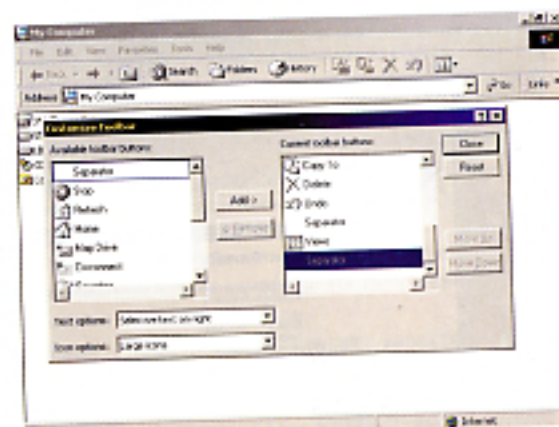 My Computer
File Edit View Favorites Tools Help
Back Search Folders History
Address My Computer Go Links
Customize Toolbar
Available toolbar buttons:
Separator
Stop
Refresh
Home
Map Drive
Disconnect
Add >
Current toolbar buttons:
Copy To
Delete
Undo
Separator
Views
Separator
Close
Reset
Move Up
Move Down
Text options: Selective text on right
Icon options: Large icons
Internet